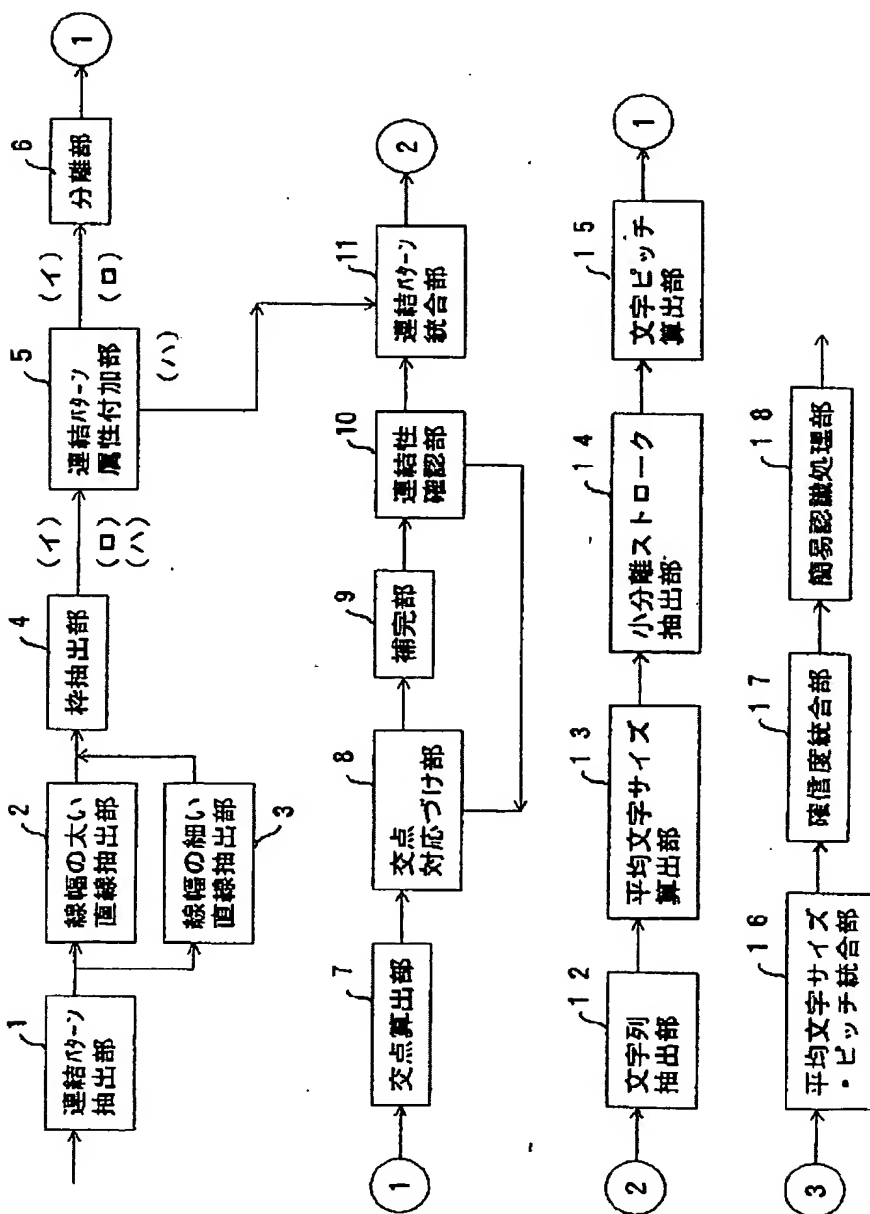 1
連結パターン
抽出部
2
線幅の太い
直線抽出部
線幅の細い
直線抽出部
3
4
枠抽出部
(イ)
(ロ)
(ハ)
5
連結パターン
属性付加部
(イ)
(ロ)
(ハ)
6
分離部
1
1
7
交点算出部
8
交点
対応づけ部
9
補完部
10
連結性
確認部
11
連結パターン
統合部
2
2
12
文字列
抽出部
13
平均文字サイズ
算出部
14
小分離ストローク
抽出部
15
文字ピッチ
算出部
1
3
16
平均文字サイズ
・ピッチ統合部
17
確信度統合部
18
簡易認識処理部